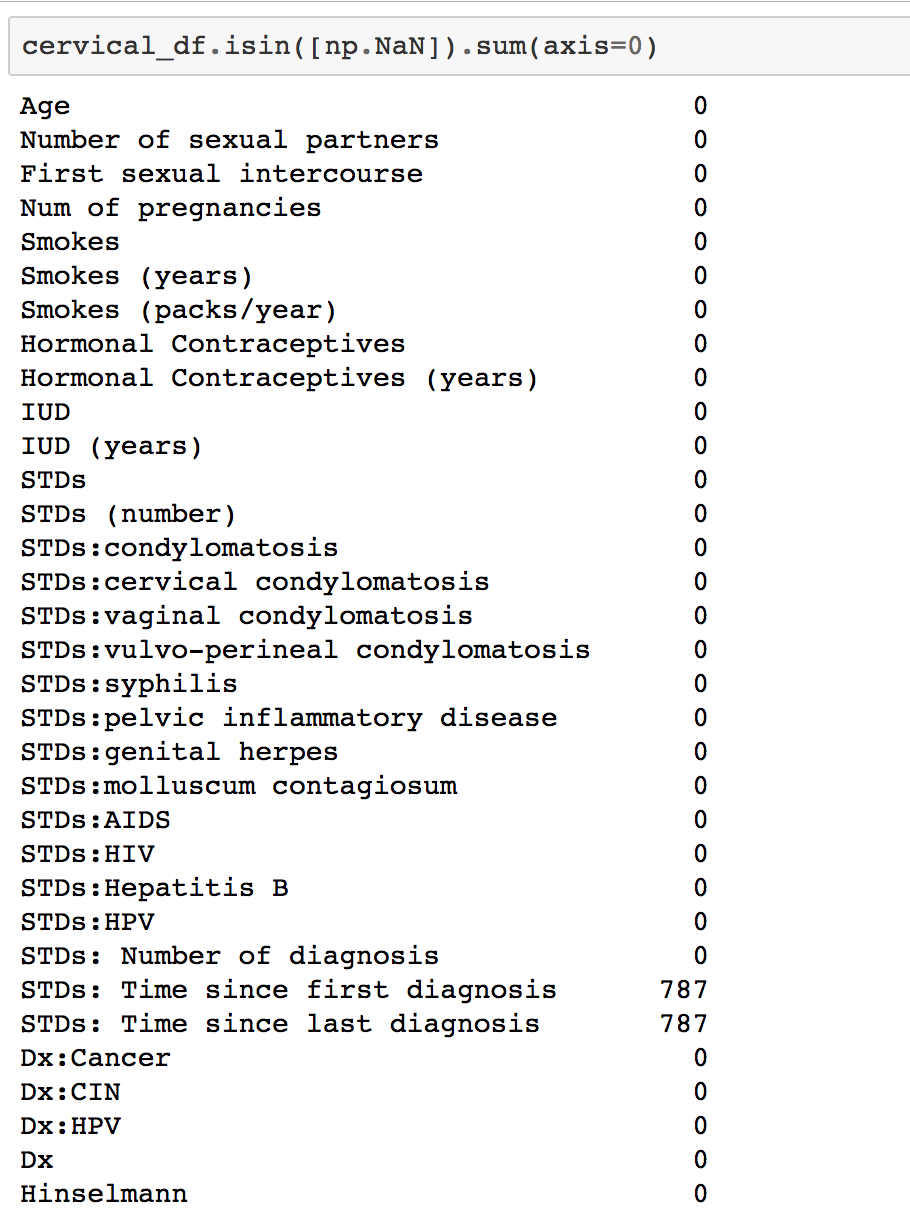 cervical_df.isin([np.NaN]).sum(axis=0)
Age 0
Number of sexual partners 0
First sexual intercourse 0
Num of pregnancies 0
Smokes 0
Smokes (years) 0
Smokes (packs/year) 0
Hormonal Contraceptives 0
Hormonal Contraceptives (years) 0
IUD 0
IUD (years) 0
STDs 0
STDs (number) 0
STDs:condylomatosis 0
STDs:cervical condylomatosis 0
STDs:vaginal condylomatosis 0
STDs:vulvo-perineal condylomatosis 0
STDs:syphilis 0
STDs:pelvic inflammatory disease 0
STDs:genital herpes 0
STDs:molluscum contagiosum 0
STDs:AIDS 0
STDs:HIV 0
STDs:Hepatitis B 0
STDs:HPV 0
STDs: Number of diagnosis 0
STDs: Time since first diagnosis 787
STDs: Time since last diagnosis 787
Dx:Cancer 0
Dx:CIN 0
Dx:HPV 0
Dx 0
Hinselmann 0